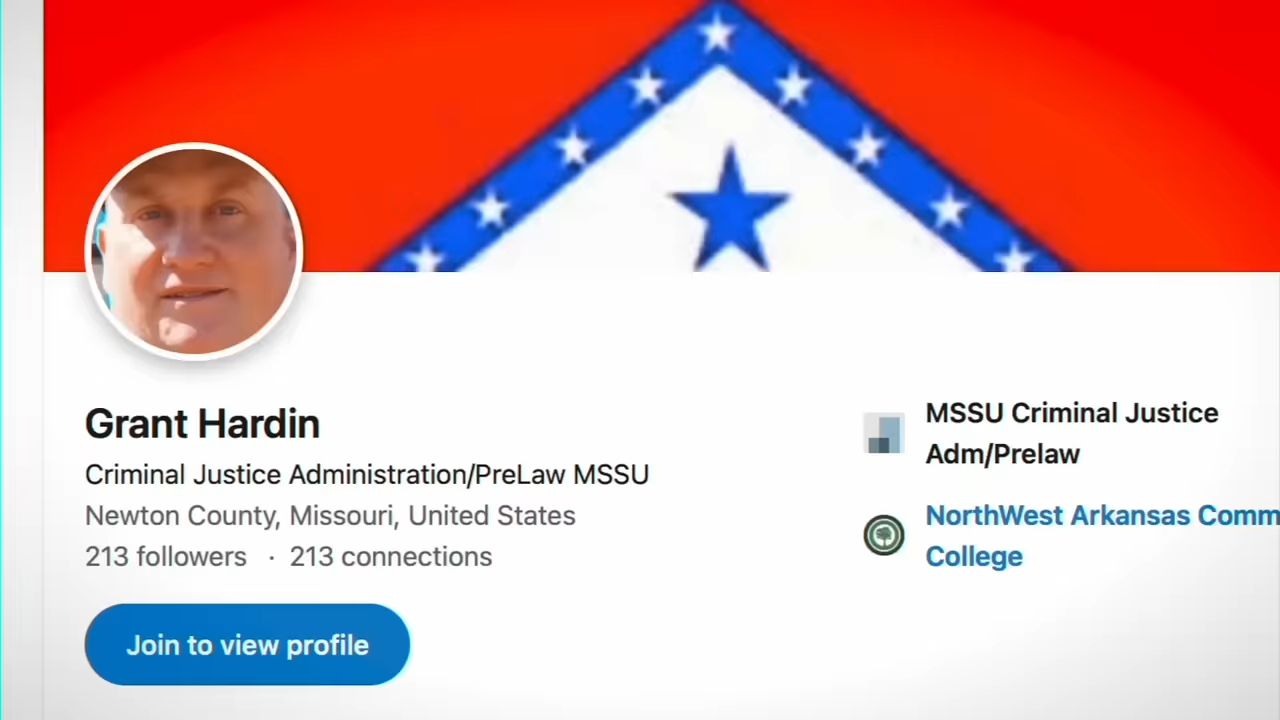 Grant Hardin
Criminal Justice Administration/PreLaw MSSU
Newton County, Missouri, United States
213 followers · 213 connections
Join to view profile
MSSU Criminal Justice
Adm/Prelaw
NorthWest Arkansas Comm
College